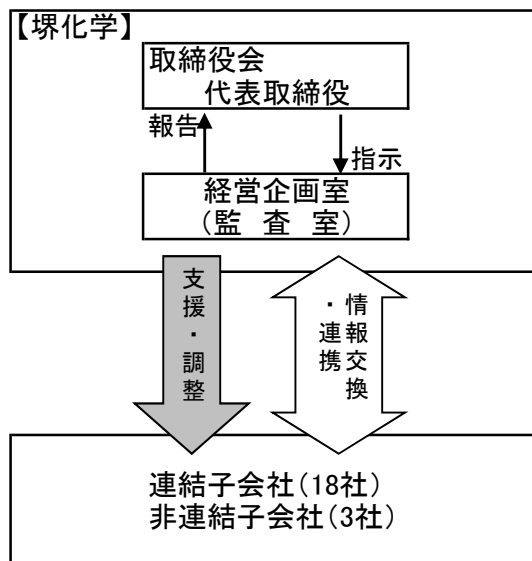 【堺化学】
取締役会
代表取締役
報告
指示
経営企画室
(監 査 室)
支援・調整
情報交換
・連携
連結子会社(18社)
非連結子会社(3社)